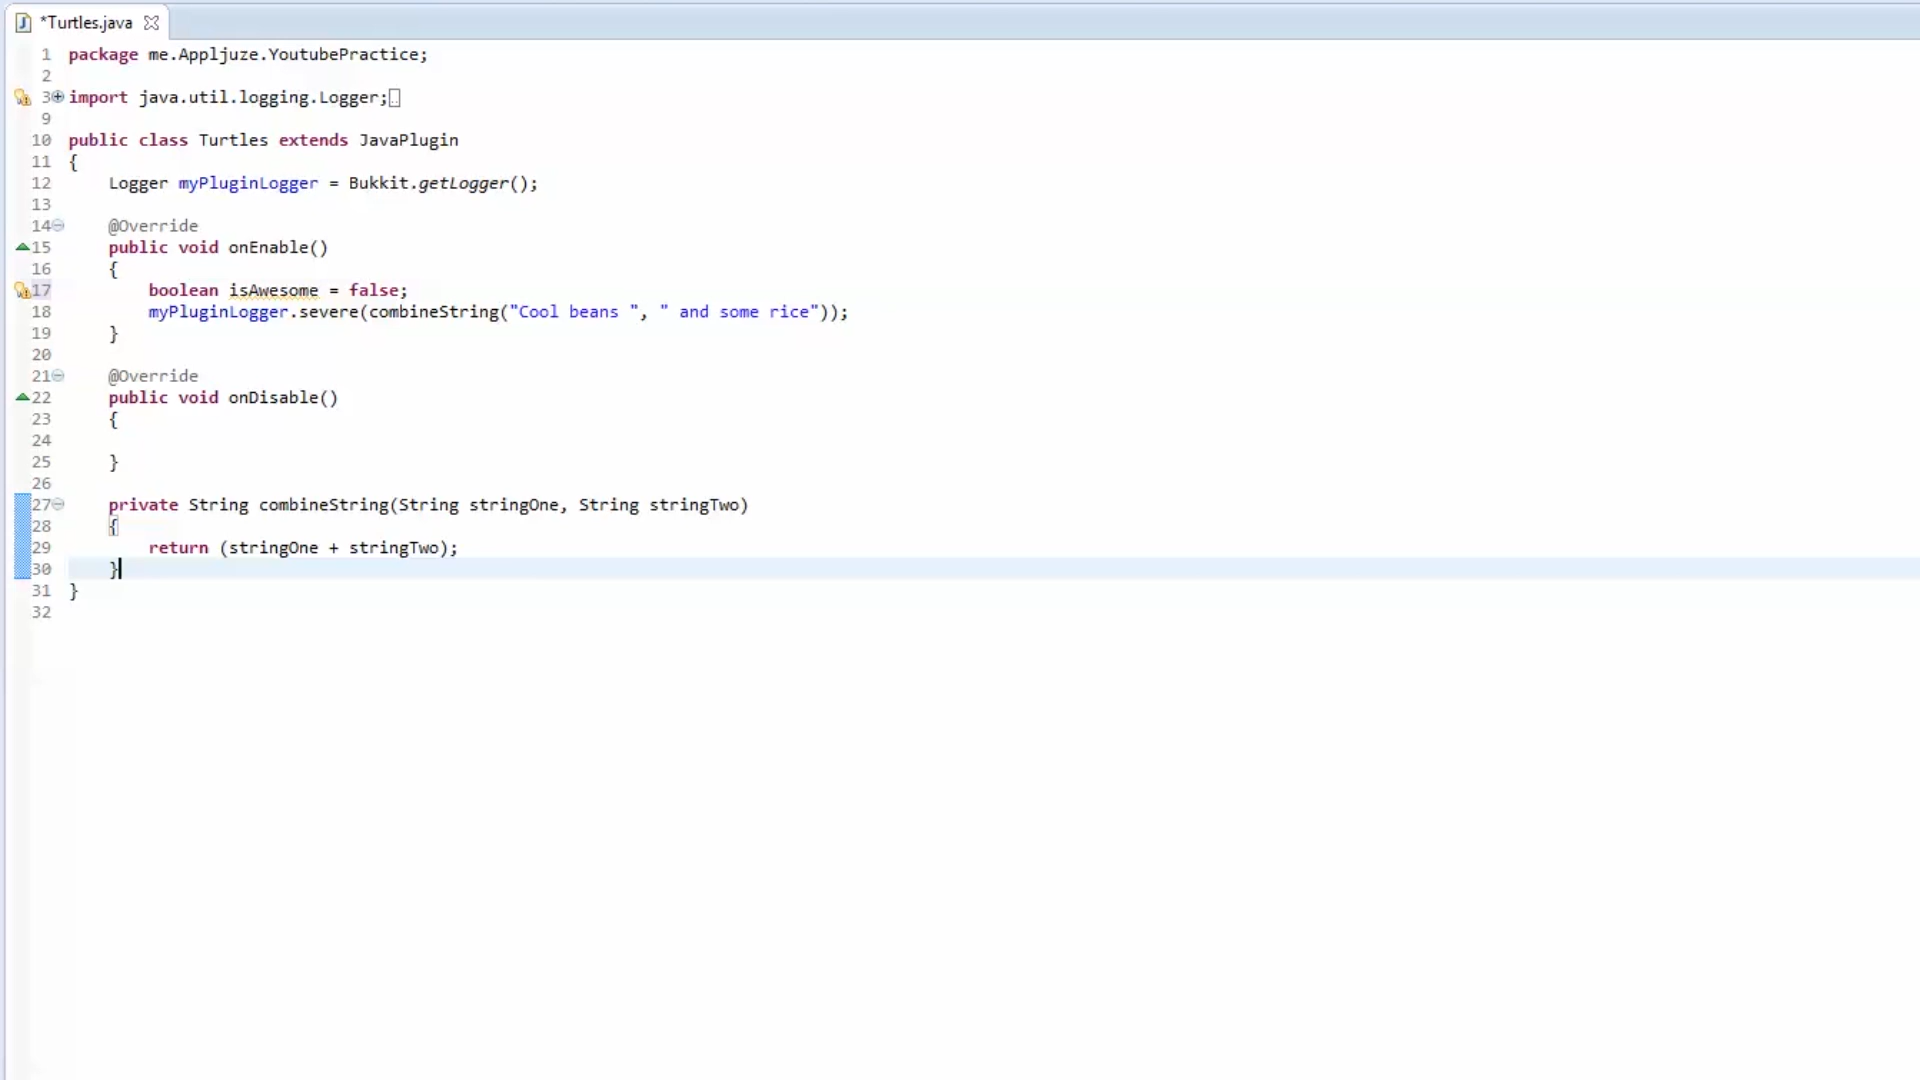 *Turtles.java
1 package me.Appljuze.YoutubePractice;
2
3 import java.util.logging.Logger;
9
10 public class Turtles extends JavaPlugin
11 {
12     Logger myPluginLogger = Bukkit.getLogger();
13
14     @Override
15     public void onEnable()
16     {
17         boolean isAwesome = false;
18         myPluginLogger.severe(combineString("Cool beans ", " and some rice"));
19     }
20
21     @Override
22     public void onDisable()
23     {
24
25     }
26
27     private String combineString(String stringOne, String stringTwo)
28     {
29         return (stringOne + stringTwo);
30     }
31 }
32